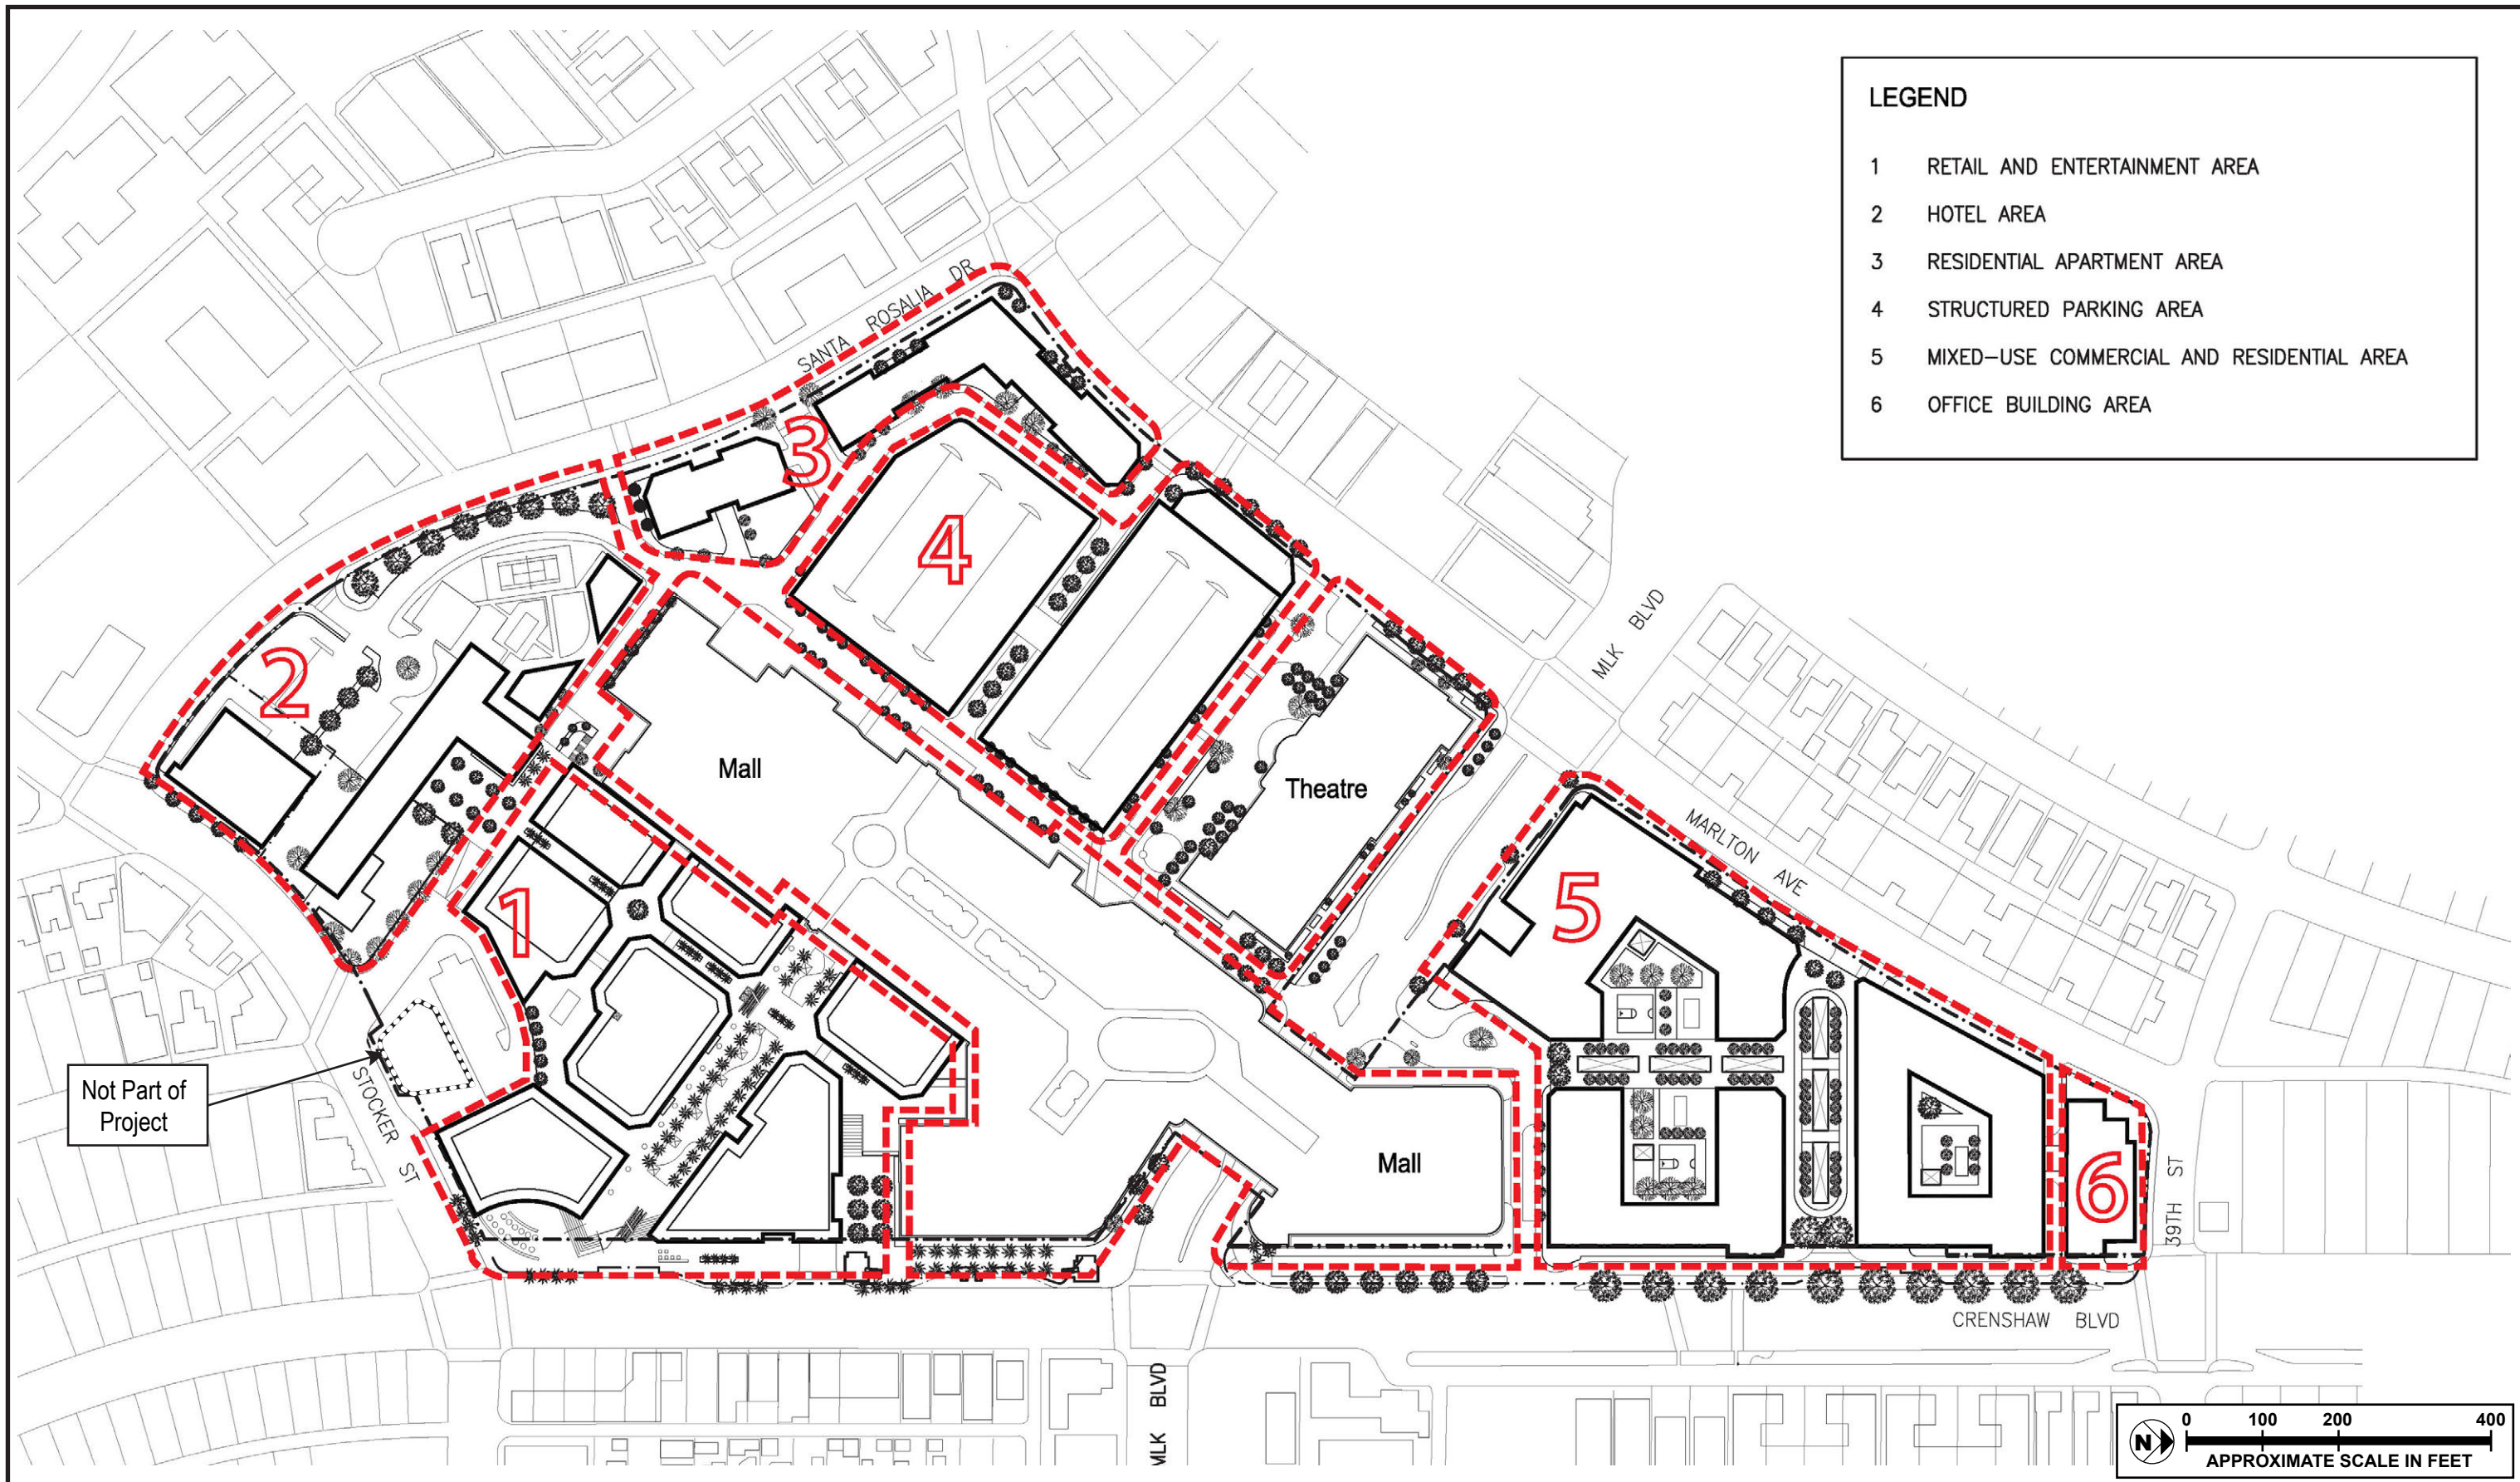 LEGEND
1 RETAIL AND ENTERTAINMENT AREA
2 HOTEL AREA
3 RESIDENTIAL APARTMENT AREA
4 STRUCTURED PARKING AREA
5 MIXED-USE COMMERCIAL AND RESIDENTIAL AREA
6 OFFICE BUILDING AREA
SANTA ROSALIA DR
3
4
MLK BLVD
2
Mall
Theatre
MARLTON AVE
1
5
Not Part of
Project
STOCKER ST
Mall
6
39TH ST
CRENSHAW BLVD
MLK BLVD
N
0 100 200 400
APPROXIMATE SCALE IN FEET